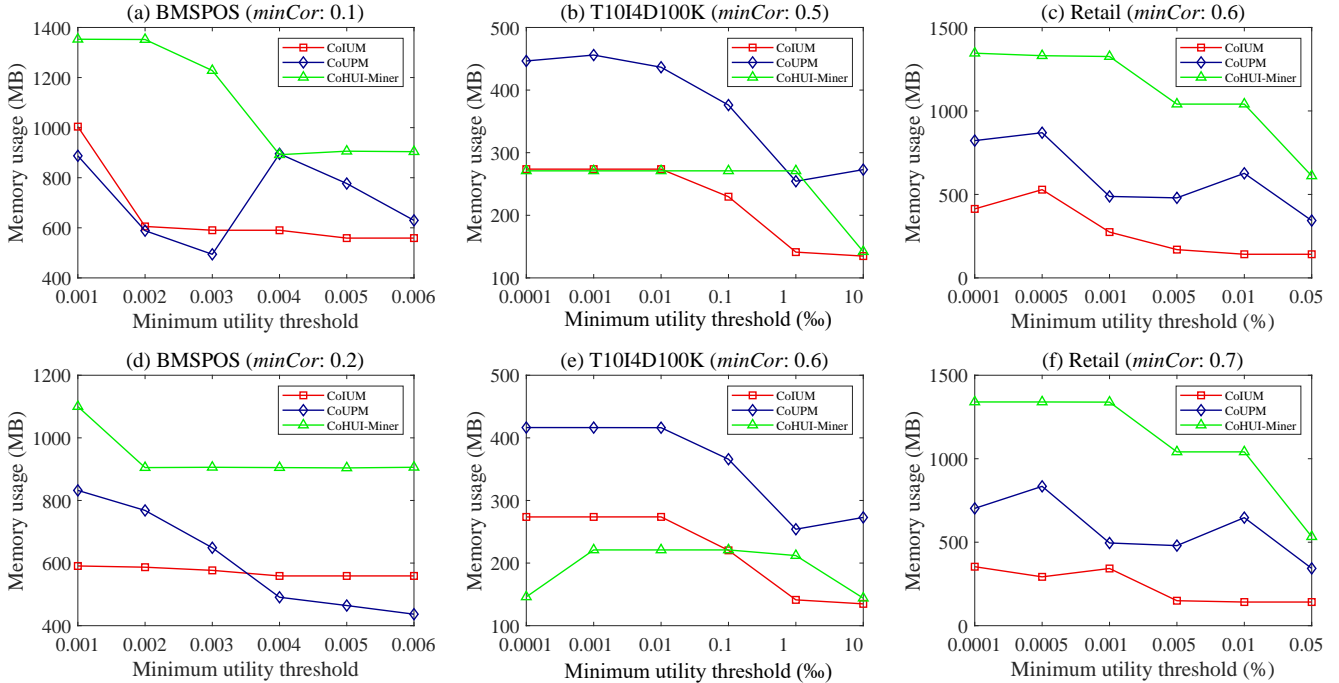 (a) BMSPOS (minCor: 0.1)
Memory usage (MB)
1400
1200
1000
800
600
400
CoIUM
CoUPM
CoHUI-Miner
0.001 0.002 0.003 0.004 0.005 0.006
Minimum utility threshold
(b) T10I4D100K (minCor: 0.5)
Memory usage (MB)
500
400
300
200
100
CoIUM
CoUPM
CoHUI-Miner
0.0001 0.001 0.01 0.1 1 10
Minimum utility threshold (‰)
(c) Retail (minCor: 0.6)
Memory usage (MB)
1500
1000
500
0
CoIUM
CoUPM
CoHUI-Miner
0.0001 0.0005 0.001 0.005 0.01 0.05
Minimum utility threshold (%)
(d) BMSPOS (minCor: 0.2)
Memory usage (MB)
1200
1000
800
600
400
CoIUM
CoUPM
CoHUI-Miner
0.001 0.002 0.003 0.004 0.005 0.006
Minimum utility threshold
(e) T10I4D100K (minCor: 0.6)
Memory usage (MB)
500
400
300
200
100
CoIUM
CoUPM
CoHUI-Miner
0.0001 0.001 0.01 0.1 1 10
Minimum utility threshold (‰)
(f) Retail (minCor: 0.7)
Memory usage (MB)
1500
1000
500
0
CoIUM
CoUPM
CoHUI-Miner
0.0001 0.0005 0.001 0.005 0.01 0.05
Minimum utility threshold (%)